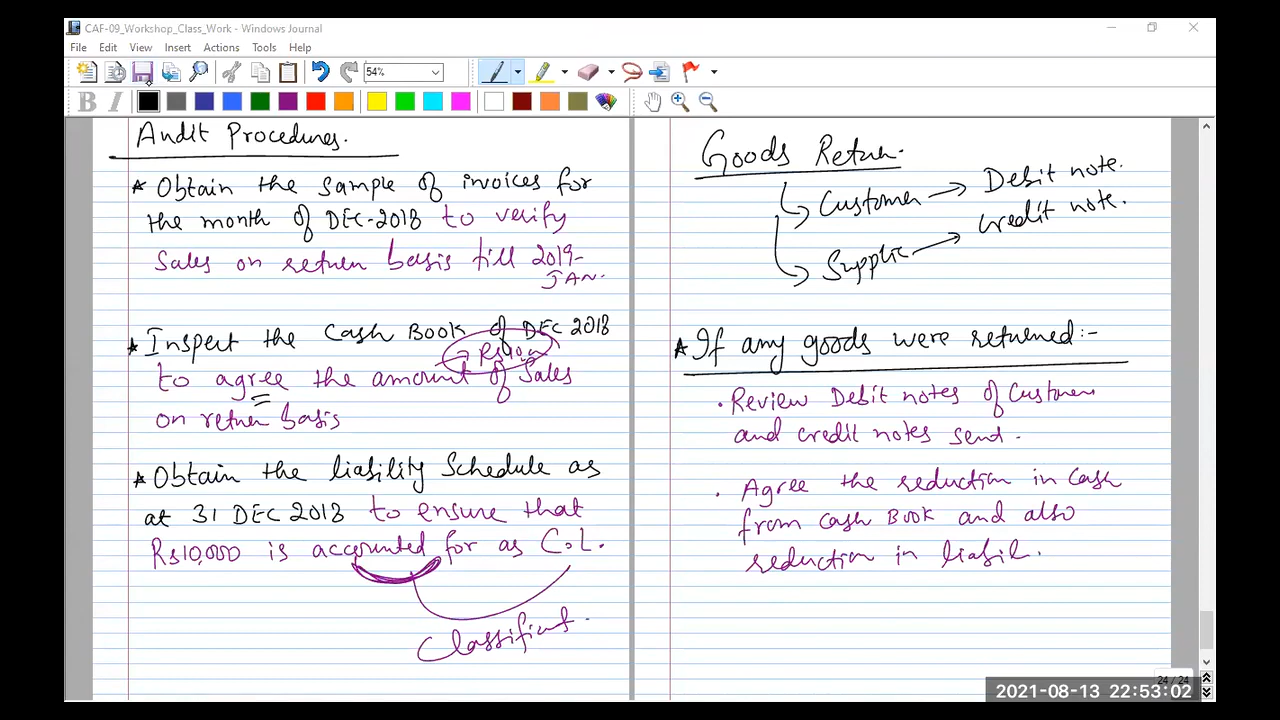 CAF-09_Workshop_Class_Work - Windows Journal
File Edit View Insert Actions Tools Help
54%
B I
Audit Procedures.
* Obtain the sample of invoices for
the month of DEC-2018 to verify
Sales on return basis till 2019-
JAN.
* Inspect the Cash Book of DEC 2018
to agree the amount of Sales
on return basis
* Obtain the liability Schedule as
at 31 DEC 2018 to ensure that
Rs10,000 is accounted for as C.L.
Goods Return.
Customer → Debit note.
Credit note.
* If any goods were returned:-
. Review Debit notes of Customers
and credit notes send.
. Agree the reduction in Cash
from Cash Book and also
reduction in
24 / 24
2021-08-13 22:53:02